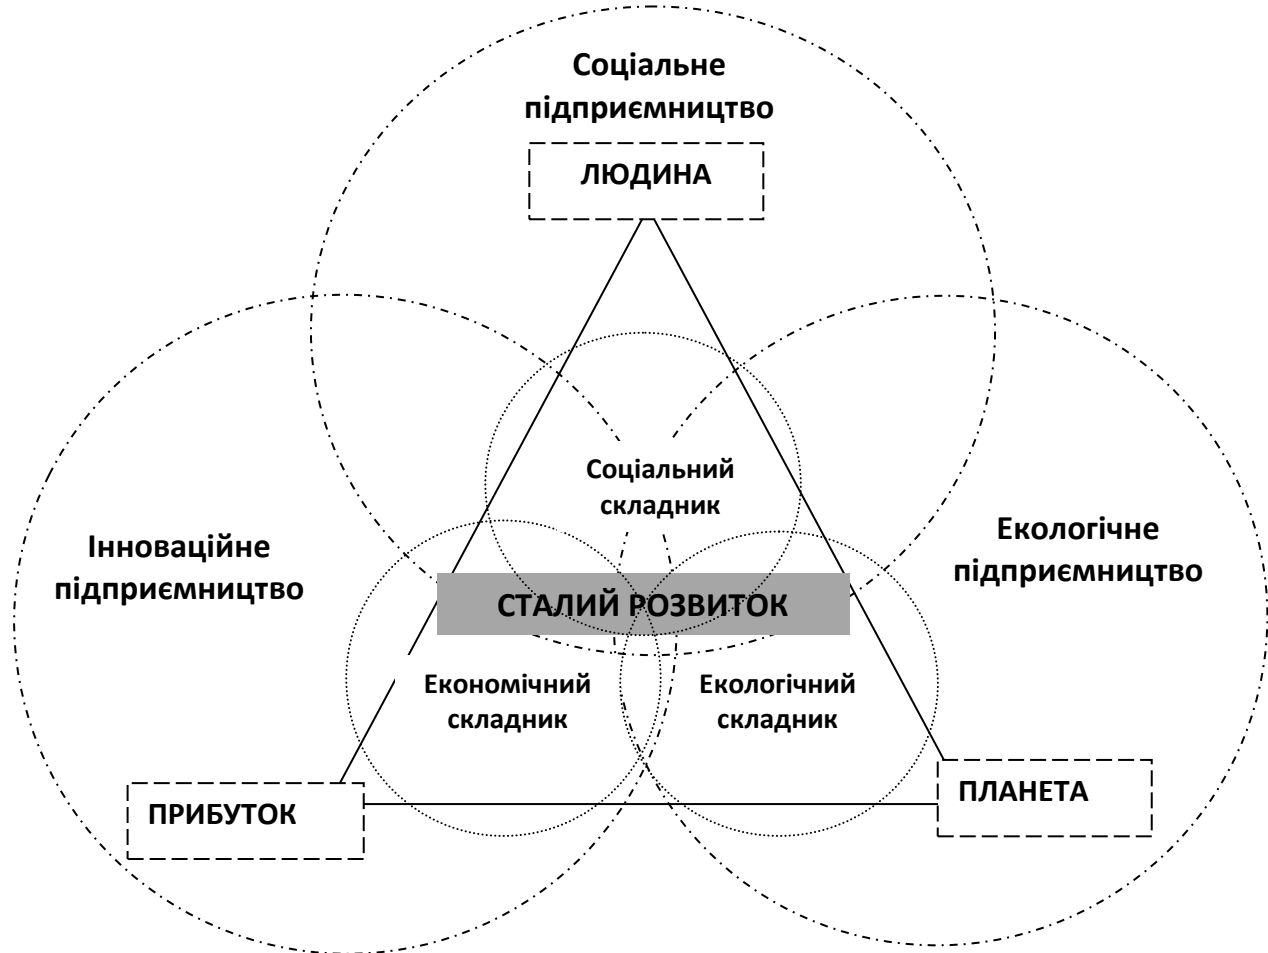 Соціальне
підприємництво
ЛЮДИНА
Соціальний
складник
Інноваційне
підприємництво
Екологічне
підприємництво
СТАЛИЙ РОЗВИТОК
Економічний
складник
Екологічний
складник
ПРИБУТОК
ПЛАНЕТА